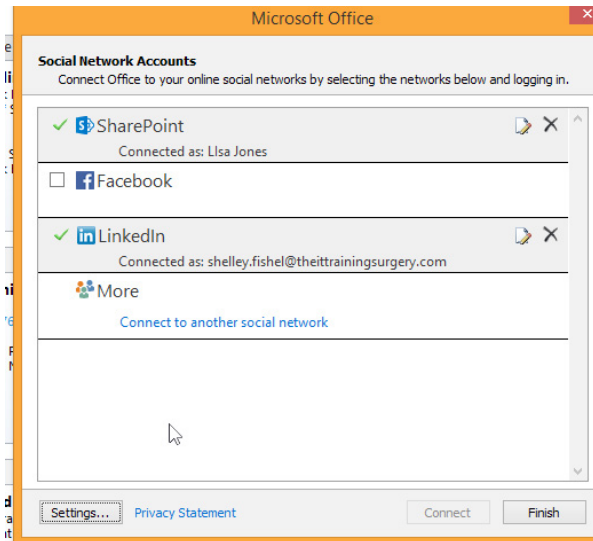 Microsoft Office
Social Network Accounts
Connect Office to your online social networks by selecting the networks below and logging in.
SharePoint
Connected as: LIsa Jones
Facebook
in LinkedIn
Connected as: shelley.fishel@theittrainingsurgery.com
More
Connect to another social network
Settings...
Privacy Statement
Connect
Finish